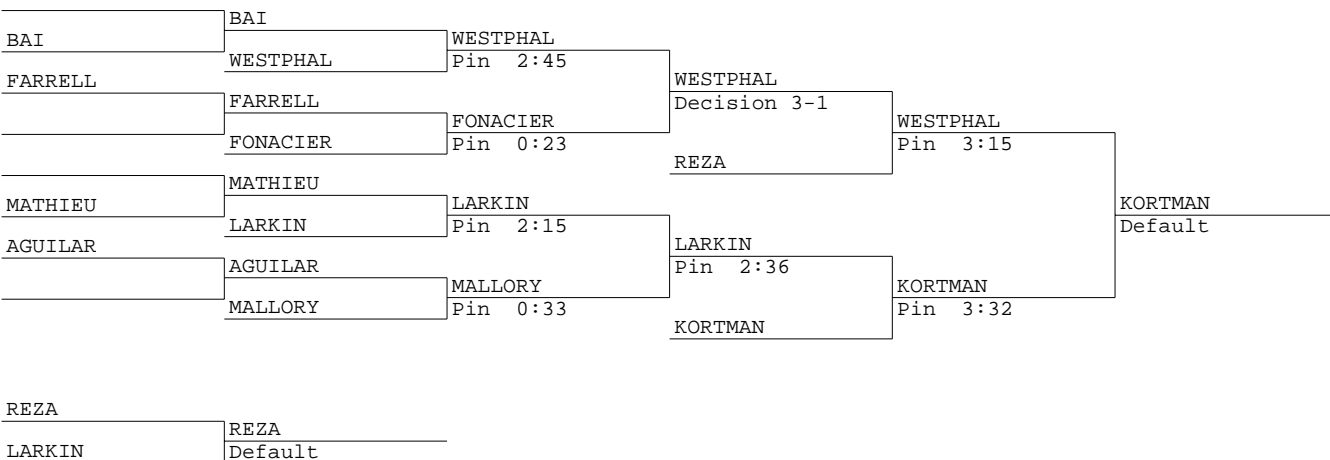 BAI
BAI
WESTPHAL
WESTPHAL
Pin 2:45
FARRELL
WESTPHAL
Decision 3-1
FARRELL
FONACIER
WESTPHAL
Pin 0:23
FONACIER
Pin 3:15
REZA
MATHIEU
MATHIEU
LARKIN
KORTMAN
LARKIN
Pin 2:15
Default
AGUILAR
LARKIN
AGUILAR
Pin 2:36
MALLORY
KORTMAN
MALLORY
Pin 0:33
Pin 3:32
KORTMAN
REZA
REZA
LARKIN
Default